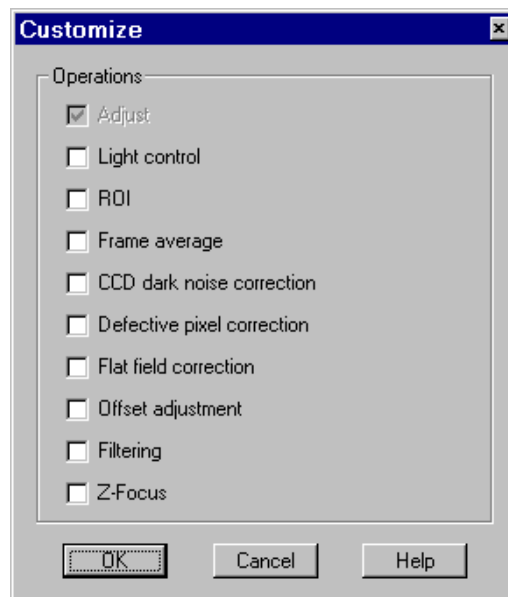 Customize
Operations
Adjust
Light control
ROI
Frame average
CCD dark noise correction
Defective pixel correction
Flat field correction
Offset adjustment
Filtering
Z-Focus
OK Cancel Help